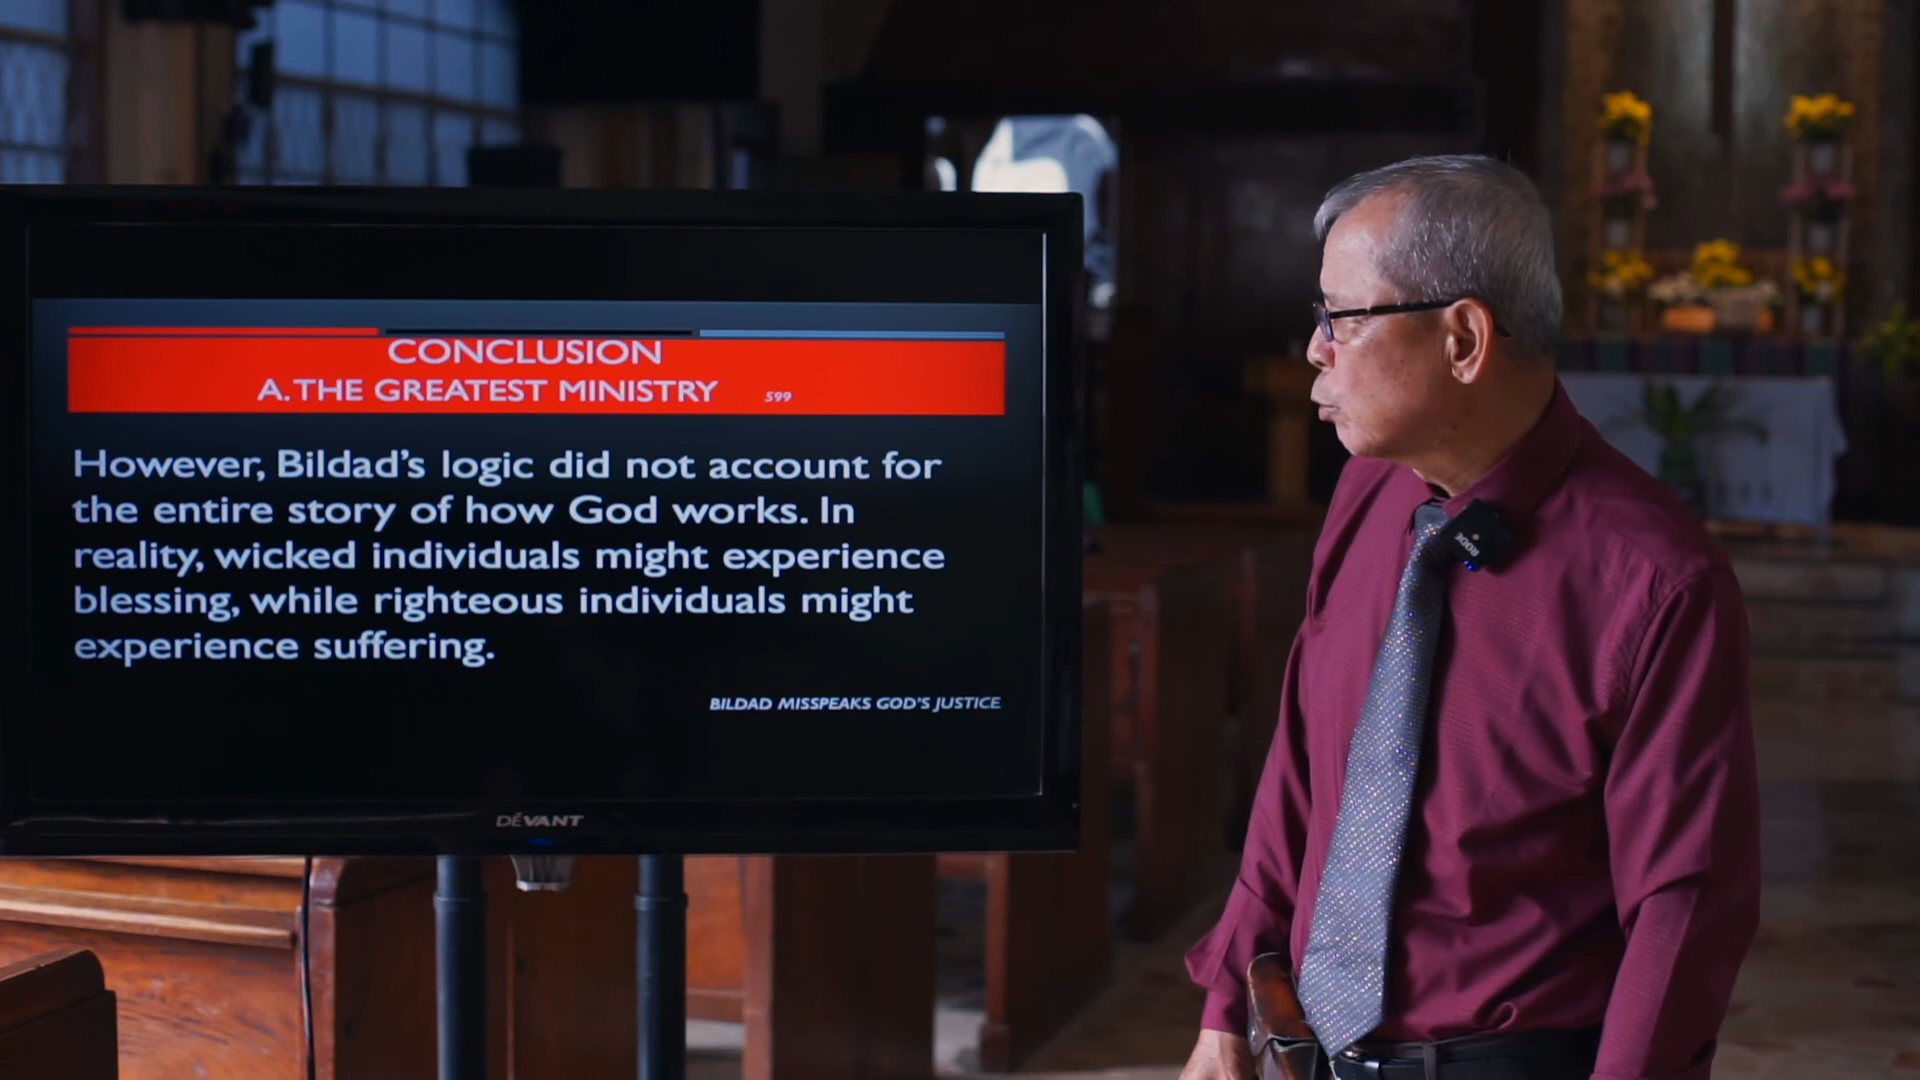 CONCLUSION
A. THE GREATEST MINISTRY 599
However, Bildad's logic did not account for
the entire story of how God works. In
reality, wicked individuals might experience
blessing, while righteous individuals might
experience suffering.
BILDAD MISSPEAKS GOD'S JUSTICE
DEVANT
RODE